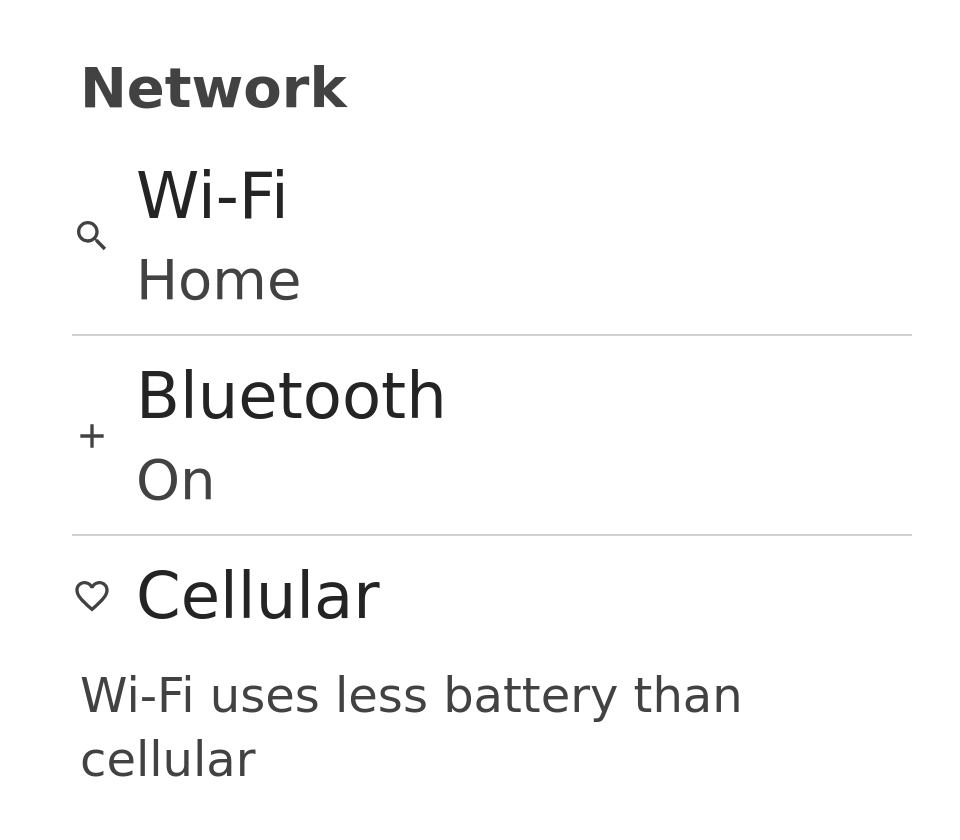 Network
Wi-Fi
Home
Bluetooth
On
Cellular
Wi-Fi uses less battery than
cellular